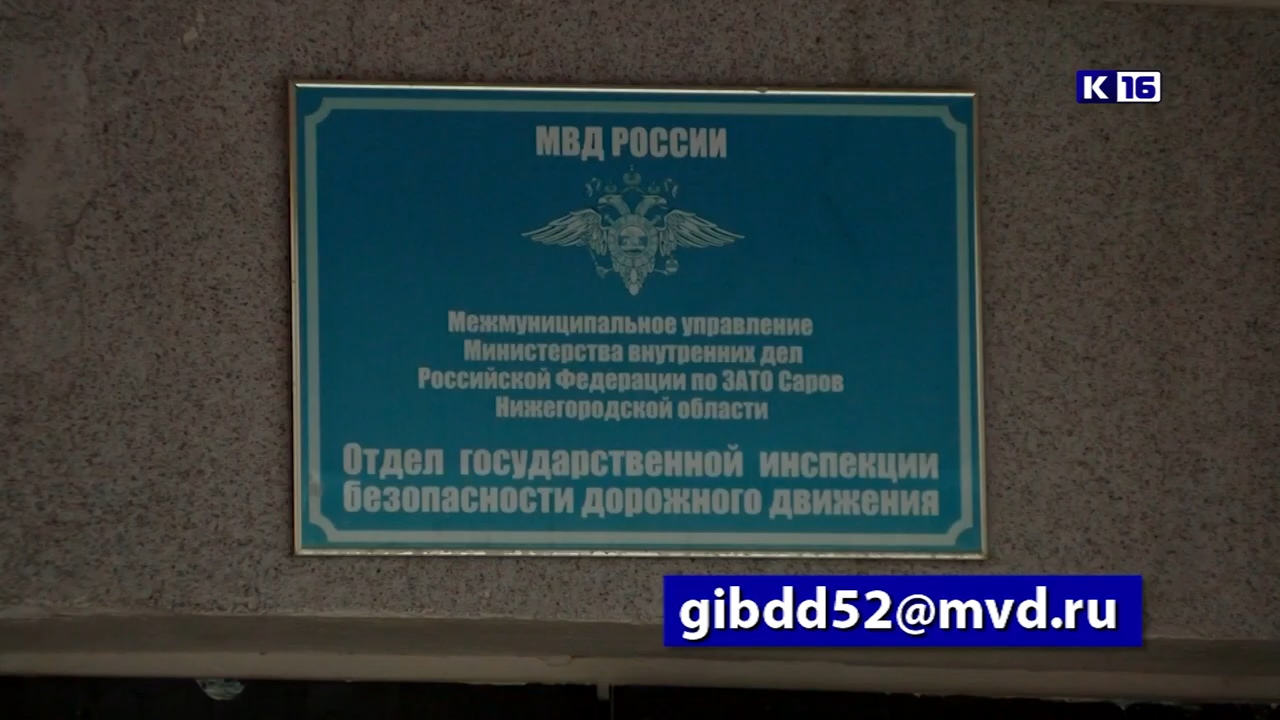 К 16
МВД РОССИИ
Межмуниципальное управление
Министерства внутренних дел
Российской Федерации по ЗАТО Саров
Нижегородской области
Отдел государственной инспекции
безопасности дорожного движения
gibdd52@mvd.ru